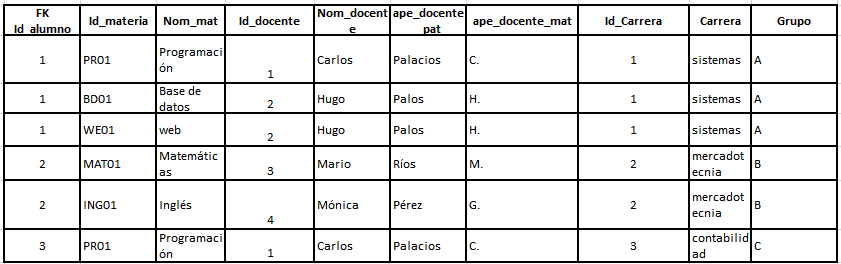 FK Id_alumno Id_materia Nom_mat Id_docente Nom_docente ape_docente_pat ape_docente_mat Id_Carrera Carrera Grupo
1 PR01 Programación 1 Carlos Palacios C. 1 sistemas A
1 BD01 Base de datos 2 Hugo Palos H. 1 sistemas A
1 WE01 web 2 Hugo Palos H. 1 sistemas A
2 MAT01 Matemáticas 3 Mario Ríos M. 2 mercadotecnia B
2 ING01 Inglés 4 Mónica Pérez G. 2 mercadotecnia B
3 PR01 Programación 1 Carlos Palacios C. 3 contabilidad C